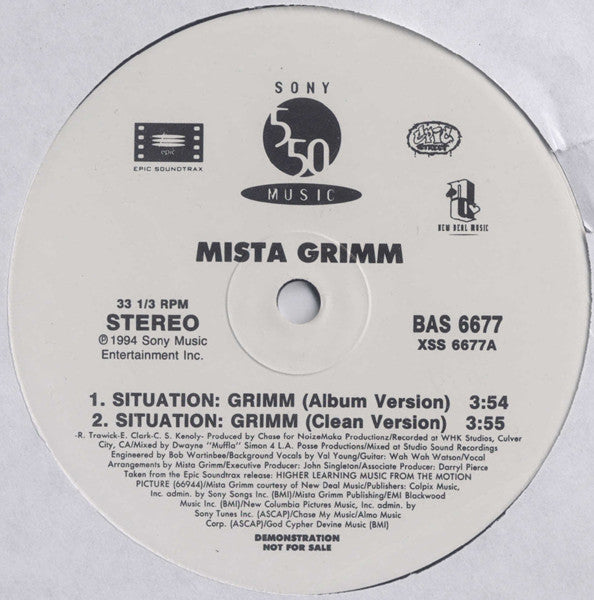 SONY
550
MUSIC
epic
EPIC SOUNDTRAX
epic
STREET
NEW DEAL MUSIC
MISTA GRIMM
33 1/3 RPM
STEREO
℗1994 Sony Music
Entertainment Inc.
BAS 6677
XSS 6677A
1. SITUATION: GRIMM (Album Version) 3:54
2. SITUATION: GRIMM (Clean Version) 3:55
-R. Trawick-E. Clark-C. S. Kenoly- Produced by Chase for NoizeMaka Productionz/Recorded at WHK Studios, Culver
City, CA/Mixed by Dwayne "Muffla" Simon 4 L.A. Posse Productions/Mixed at Studio Sound Recordings
Engineered by Bob Wartinbee/Background Vocals by Val Young/Guitar: Wah Wah Watson/Vocal
Arrangements by Mista Grimm/Executive Producer: John Singleton/Associate Producer: Darryl Pierce
Taken from the Epic Soundtrax release: HIGHER LEARNING MUSIC FROM THE MOTION
PICTURE (66944)/Mista Grimm courtesy of New Deal Music/Publishers: Colpix Music,
Inc. admin. by Sony Songs Inc. (BMI)/Mista Grimm Publishing/EMI Blackwood
Music Inc. (BMI)/New Columbia Pictures Music, Inc. admin. by
Sony Tunes Inc. (ASCAP)/Chase My Music/Almo Music
Corp. (ASCAP)/God Cypher Devine Music (BMI)
DEMONSTRATION
NOT FOR SALE